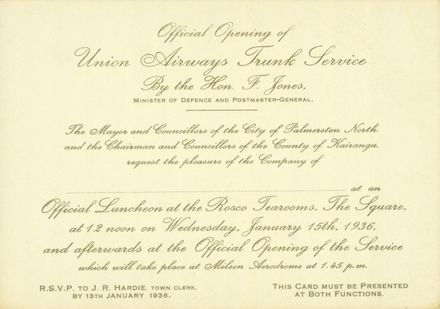 Official Opening of
Union Airways Trunk Service
By the Hon. F. Jones,
MINISTER OF DEFENCE AND POSTMASTER-GENERAL.
The Mayor and Councillors of the City of Palmerston North
and the Chairman and Councillors of the County of Kairanga,
request the pleasure of the Company of
at an
Official Luncheon at the Rosco Tearooms, The Square,
at 12 noon on Wednesday, January 15th, 1936,
and afterwards at the Official Opening of the Service
which will take place at Milson Aerodrome at 1.45 p.m.
R.S.V.P. TO J. R. HARDIE, TOWN CLERK,
BY 13TH JANUARY 1936.
THIS CARD MUST BE PRESENTED
AT BOTH FUNCTIONS.